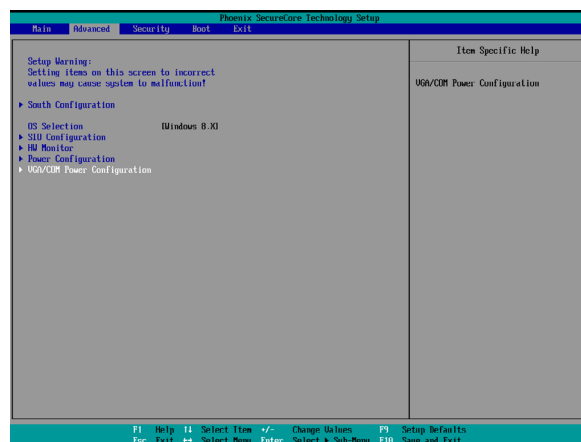 Phoenix SecureCore Technology Setup
Main Advanced Security Boot Exit
Item Specific Help
Setup Warning:
Setting items on this screen to incorrect
values may cause system to malfunction!
VGA/COM Power Configuration
▶ South Configuration
OS Selection [Windows 8.X]
▶ SIO Configuration
▶ HW Monitor
▶ Power Configuration
▶ VGA/COM Power Configuration
F1 Help ↑↓ Select Item +/- Change Values F9 Setup Defaults
Esc Exit ↔ Select Menu Enter Select ▶ Sub-Menu F10 Save and Exit